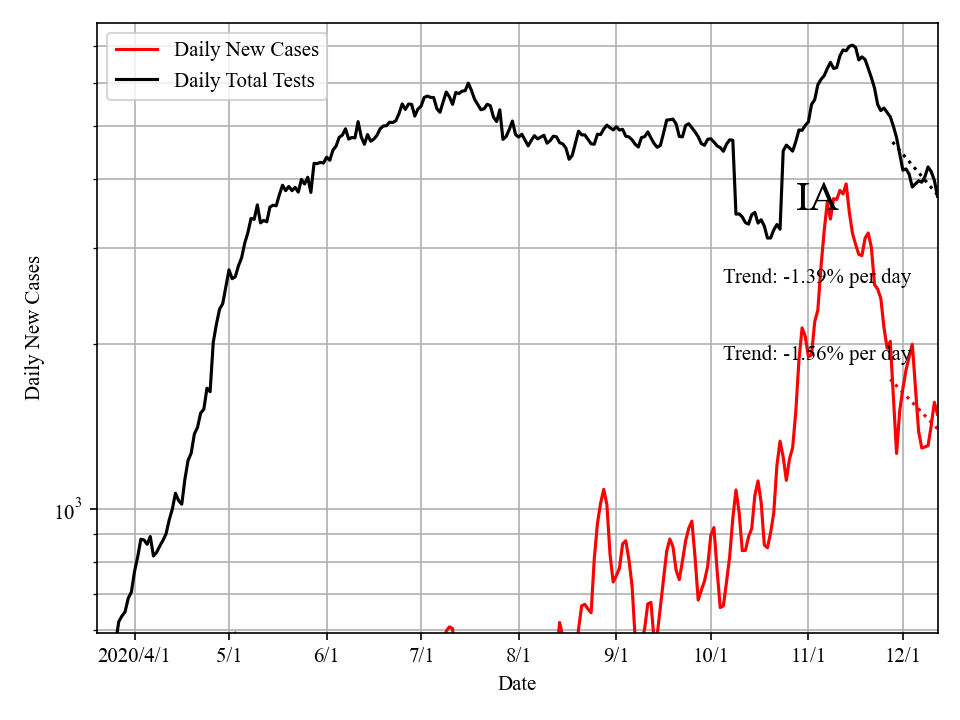 Daily New Cases
Daily Total Tests
IA
Trend: -1.39% per day
Trend: -1.56% per day
Daily New Cases
10³
2020/4/1 5/1 6/1 7/1 8/1 9/1 10/1 11/1 12/1
Date